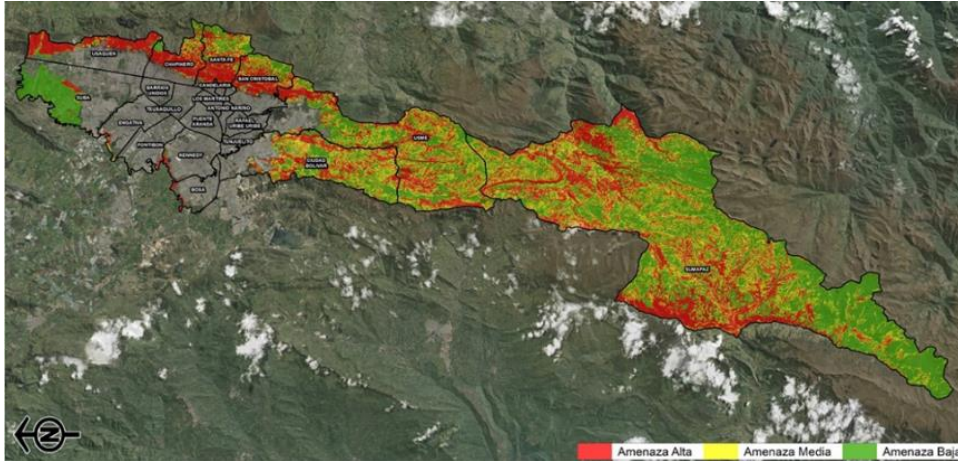 USAQUEN
CHAPINERO
SANTA FE
SAN CRISTOBAL
CANDELARIA
BARRIOS
UNIDOS
LOS MARTIRES
SUBA
TEUSAQUILLO
ANTONIO NARIÑO
ENGATIVA
PUENTE
ARANDA
RAFAEL
URIBE URIBE
TUNJUELITO
FONTIBON
KENNEDY
BOSA
CIUDAD
BOLIVAR
USME
SUMAPAZ
N
Amenaza Alta
Amenaza Media
Amenaza Baja